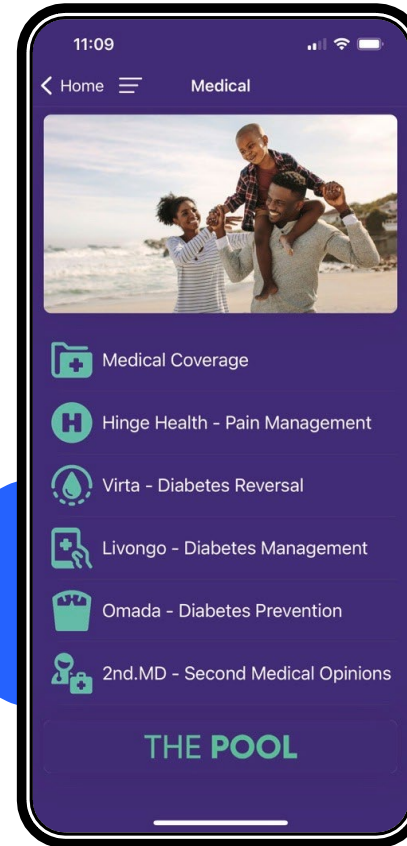 11:09
Home Medical
Medical Coverage
H Hinge Health - Pain Management
Virta - Diabetes Reversal
Livongo - Diabetes Management
Omada - Diabetes Prevention
2nd.MD - Second Medical Opinions
THE POOL